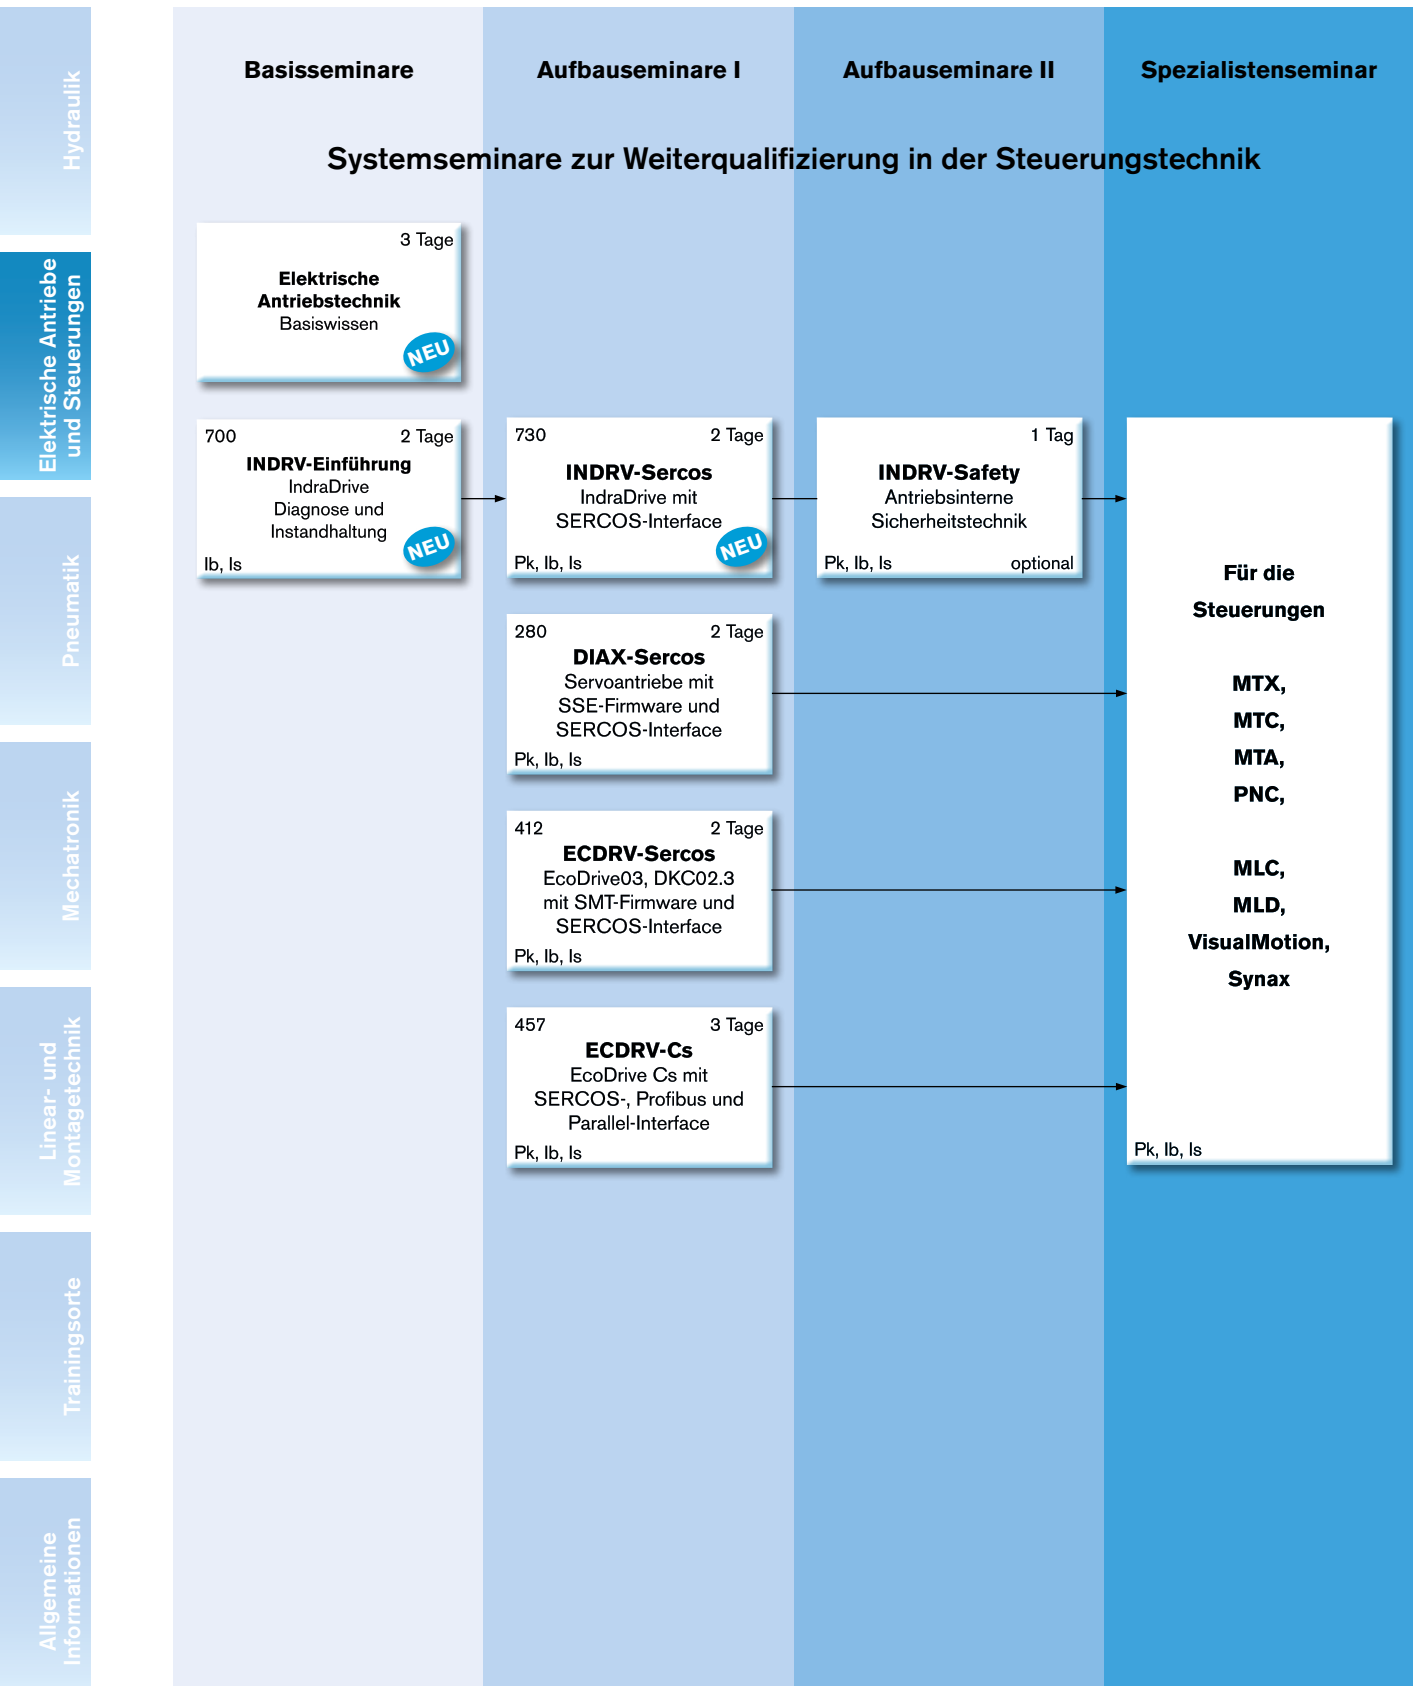 Hydraulik
Elektrische Antriebe
und Steuerungen
Pneumatik
Mechatronik
Linear- und
Montagetechnik
Trainingsorte
Allgemeine
Informationen
Basisseminare
Aufbauseminare I
Aufbauseminare II
Spezialistenseminar
Systemseminare zur Weiterqualifizierung in der Steuerungstechnik
3 Tage
Elektrische
Antriebstechnik
Basiswissen
NEU
700 2 Tage
INDRV-Einführung
IndraDrive
Diagnose und
Instandhaltung
NEU
Ib, Is
730 2 Tage
INDRV-Sercos
IndraDrive mit
SERCOS-Interface
NEU
Pk, Ib, Is
1 Tag
INDRV-Safety
Antriebsinterne
Sicherheitstechnik
Pk, Ib, Is optional
280 2 Tage
DIAX-Sercos
Servoantriebe mit
SSE-Firmware und
SERCOS-Interface
Pk, Ib, Is
412 2 Tage
ECDRV-Sercos
EcoDrive03, DKC02.3
mit SMT-Firmware und
SERCOS-Interface
Pk, Ib, Is
457 3 Tage
ECDRV-Cs
EcoDrive Cs mit
SERCOS-, Profibus und
Parallel-Interface
Pk, Ib, Is
Für die
Steuerungen
MTX,
MTC,
MTA,
PNC,
MLC,
MLD,
VisualMotion,
Synax
Pk, Ib, Is